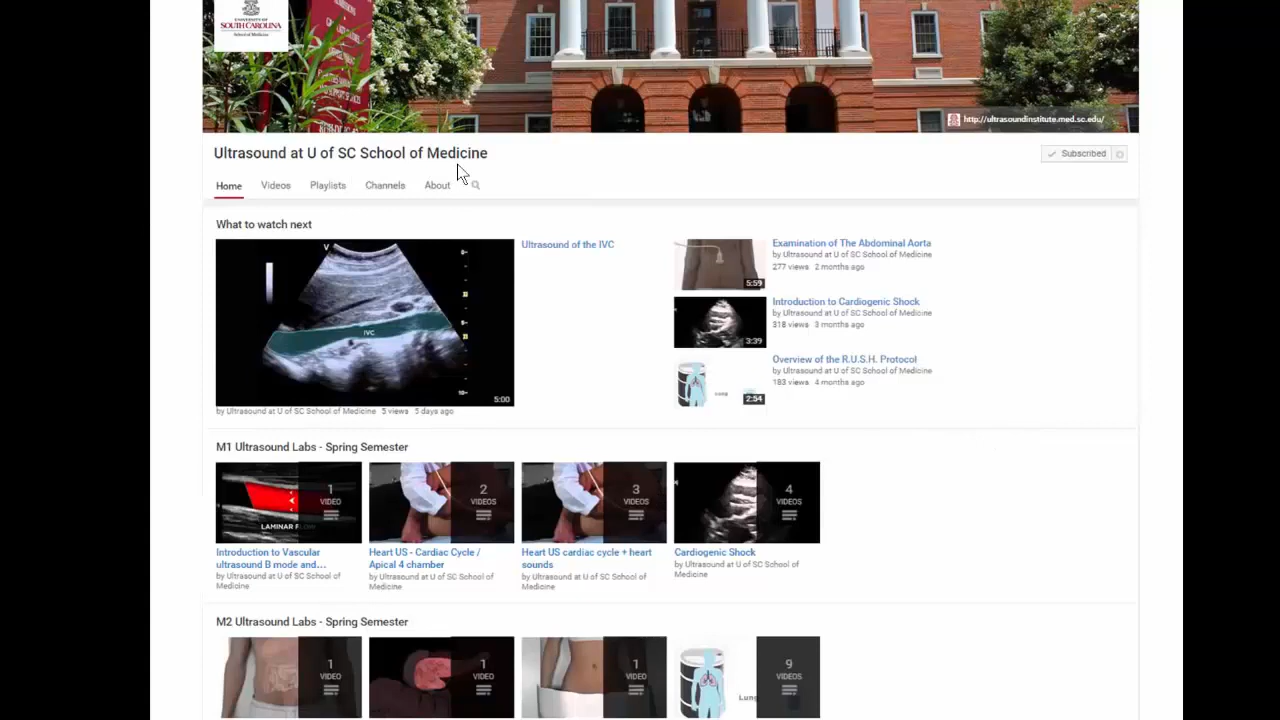 UNIVERSITY OF
SOUTH CAROLINA
School of Medicine
http://ultrasoundinstitute.med.sc.edu/
Ultrasound at U of SC School of Medicine
Subscribed
Home Videos Playlists Channels About
What to watch next
V
IVC
5:00
by Ultrasound at U of SC School of Medicine 5 views 5 days ago
Ultrasound of the IVC
5:59
Examination of The Abdominal Aorta
by Ultrasound at U of SC School of Medicine
277 views 2 months ago
3:39
Introduction to Cardiogenic Shock
by Ultrasound at U of SC School of Medicine
318 views 3 months ago
Lung
2:54
Overview of the R.U.S.H. Protocol
by Ultrasound at U of SC School of Medicine
183 views 4 months ago
M1 Ultrasound Labs - Spring Semester
1
VIDEO
LAMINAR F
Introduction to Vascular
ultrasound B mode and...
by Ultrasound at U of SC School of
Medicine
2
VIDEOS
Heart US - Cardiac Cycle /
Apical 4 chamber
by Ultrasound at U of SC School of
Medicine
3
VIDEOS
Heart US cardiac cycle + heart
sounds
by Ultrasound at U of SC School of
Medicine
4
VIDEOS
Cardiogenic Shock
by Ultrasound at U of SC School of
Medicine
M2 Ultrasound Labs - Spring Semester
1
VIDEO
1
VIDEO
1
VIDEO
Lung
9
VIDEOS